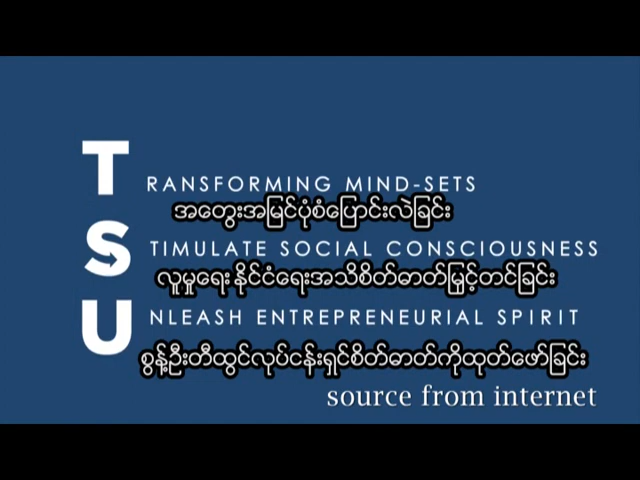 TRANSFORMING MIND-SETS
အတွေးအမြင်ပုံစံပြောင်းလဲခြင်း
STIMULATE SOCIAL CONSCIOUSNESS
လူမှုရေးနိုင်ငံရေးအသိစိတ်ဓာတ်မြှင့်တင်ခြင်း
UNLEASH ENTREPRENEURIAL SPIRIT
စွန့်ဦးတီထွင်လုပ်ငန်းရှင်စိတ်ဓာတ်ကိုထုတ်ဖော်ခြင်း
source from internet